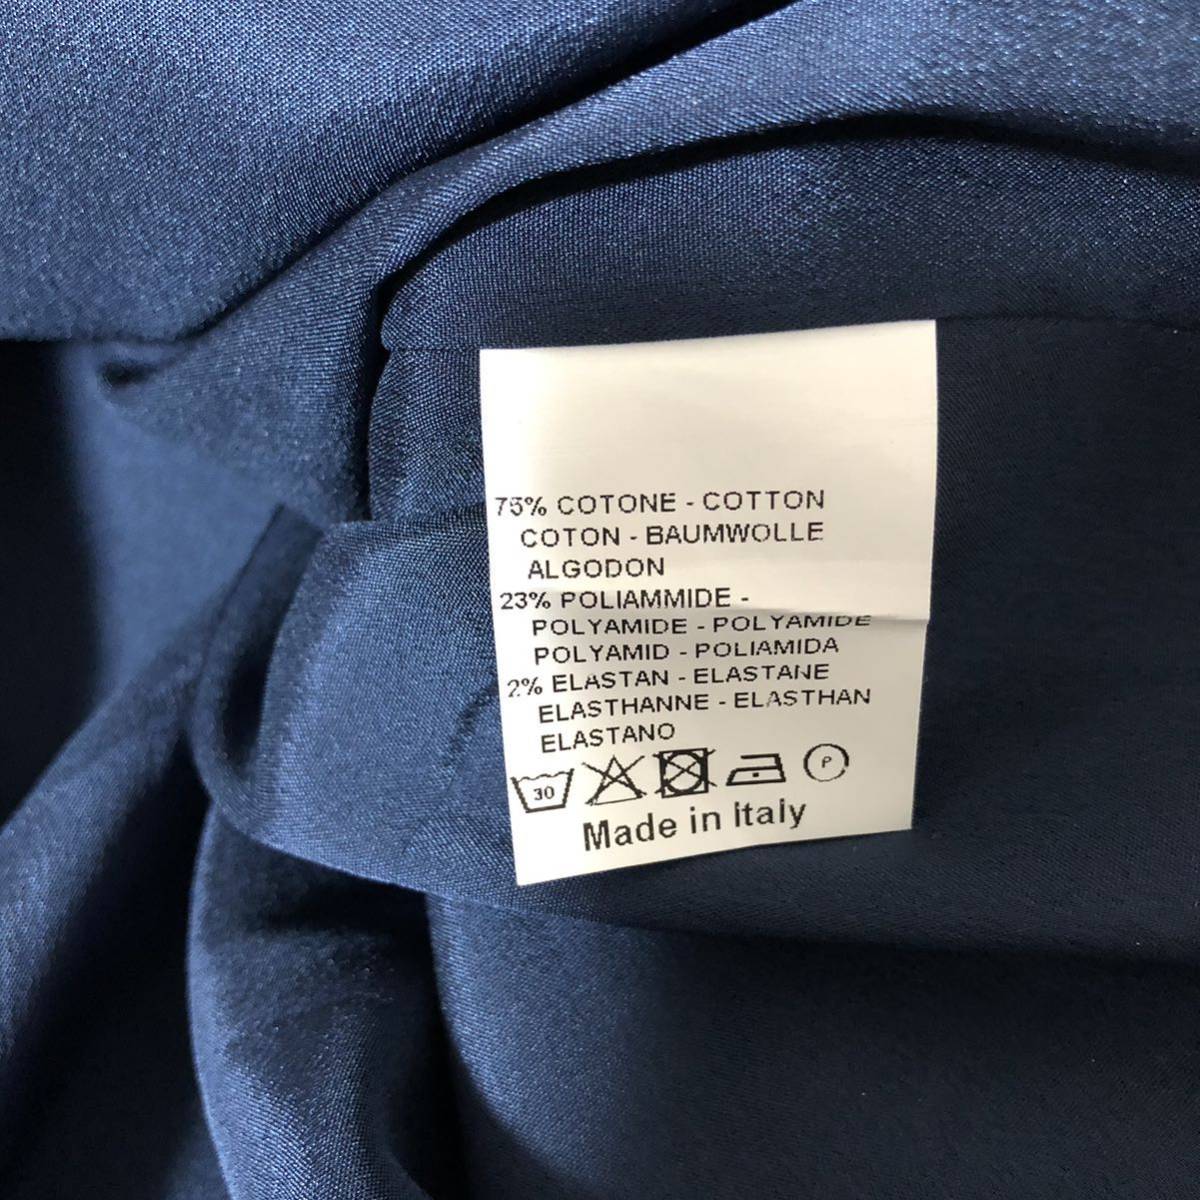 75% COTONE - COTTON
COTON - BAUMWOLLE
ALGODON
23% POLIAMMIDE -
POLYAMIDE - POLYAMIDE
POLYAMID - POLIAMIDA
2% ELASTAN - ELASTANE
ELASTHANNE - ELASTHAN
ELASTANO
30 P
Made in Italy